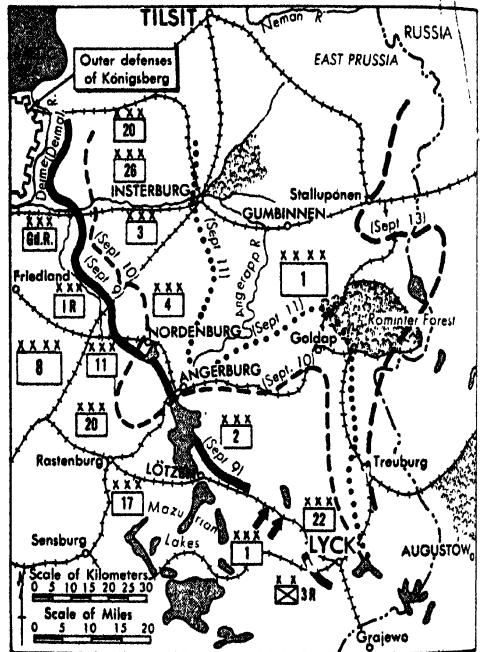 TILSIT
Neman R
RUSSIA
EAST PRUSSIA
Outer defenses
of Königsberg
Deime (Deima) R.
XXX
20
XXX
26
INSTERBURG
Stalluponen
GUMBINNEN
(Sept 13)
XXX
Gd.R.
XXX
3
(Sept 10)
(Sept 9)
(Sept 11)
Angerapp R
XXXX
1
Friedland
XXX
1R
XXX
4
NORDENBURG
(Sept 11)
Rominter Forest
Goldap
XXXX
8
XXX
11
ANGERBURG
(Sept. 10)
XXX
20
XXX
2
(Sept 9)
Rastenburg
LÖTZEN
Treuburg
XXX
17
Mazurian
Lakes
XXX
22
Sensburg
XXX
1
LYCK
AUGUSTOW
Scale of Kilometers
0 5 10 15 20 25 30
XX
3R
Scale of Miles
0 5 10 15 20
Grajewo